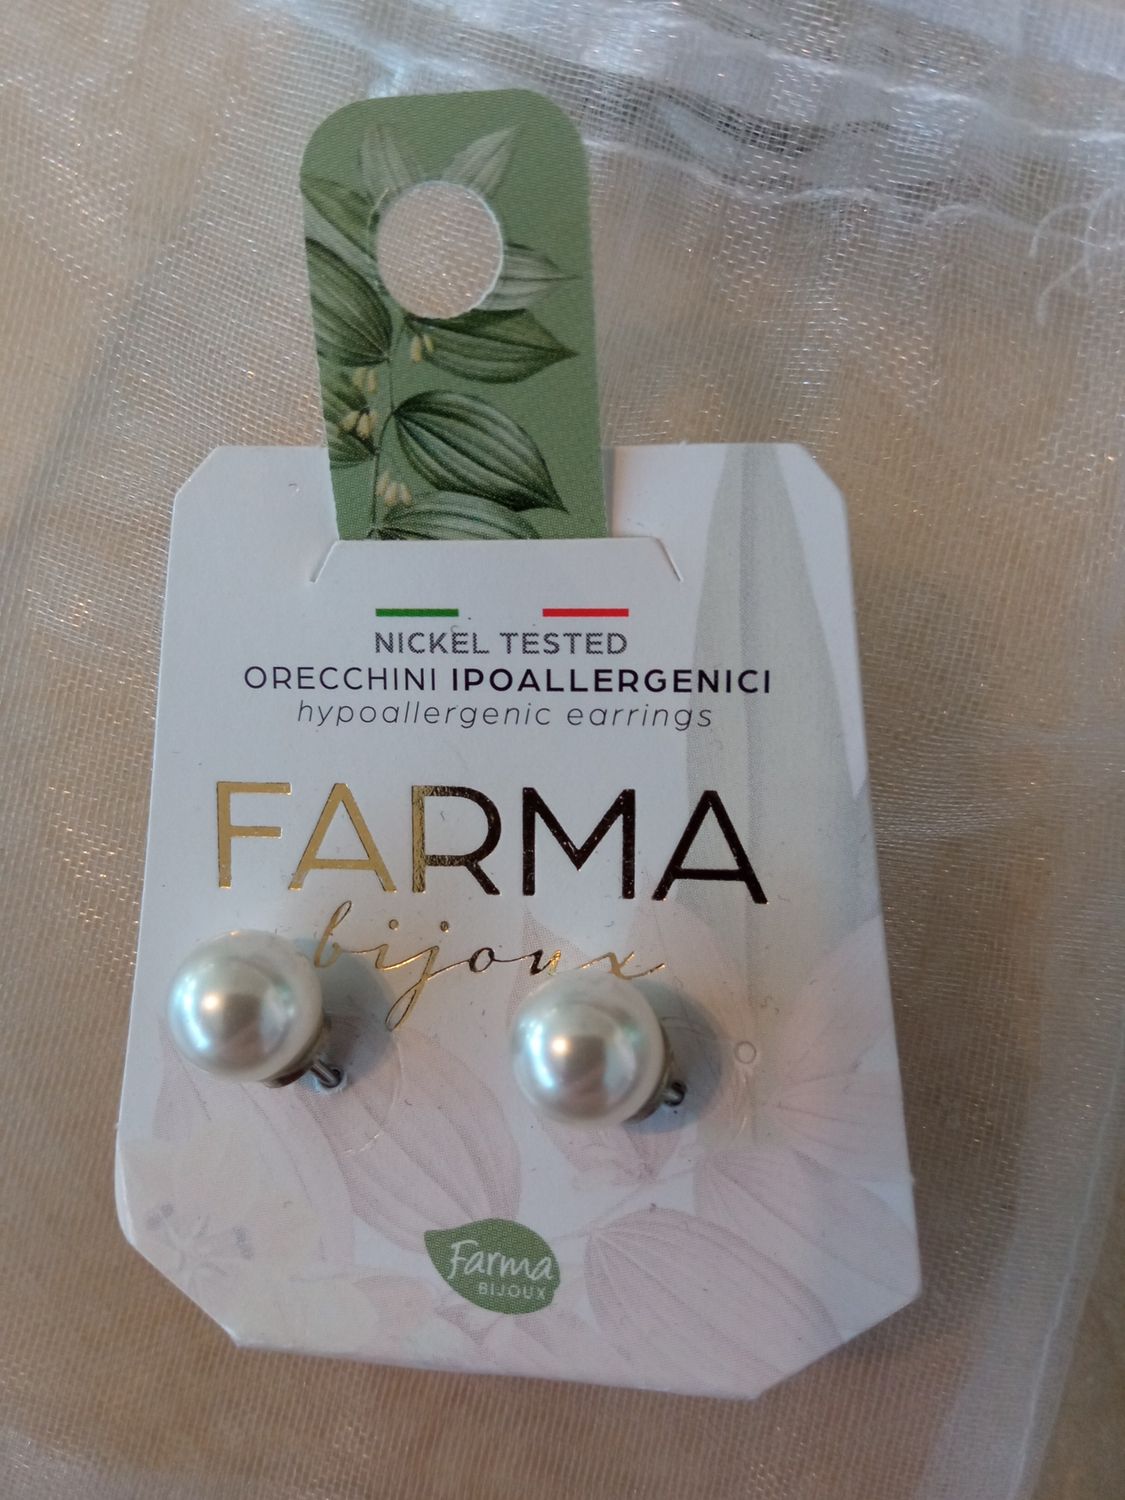 NICKEL TESTED
ORECCHINI IPOALLERGENICI
hypoallergenic earrings
FARMA
bijoux
Farma
BIJOUX